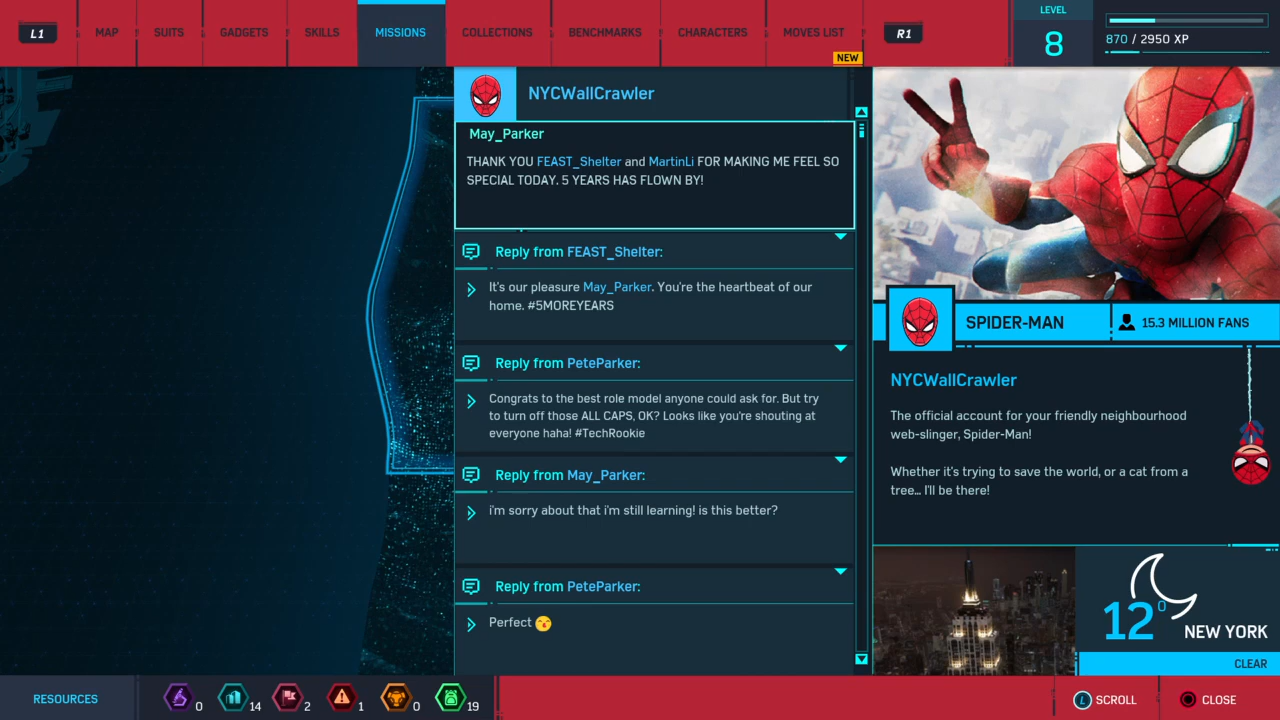 L1
MAP
SUITS
GADGETS
SKILLS
MISSIONS
COLLECTIONS
BENCHMARKS
CHARACTERS
MOVES LIST
NEW
R1
LEVEL
8
870 / 2950 XP
NYCWallCrawler
May_Parker
THANK YOU FEAST_Shelter and MartinLi FOR MAKING ME FEEL SO
SPECIAL TODAY. 5 YEARS HAS FLOWN BY!
Reply from FEAST_Shelter:
It's our pleasure May_Parker. You're the heartbeat of our
home. #5MOREYEARS
Reply from PeteParker:
Congrats to the best role model anyone could ask for. But try
to turn off those ALL CAPS, OK? Looks like you're shouting at
everyone haha! #TechRookie
Reply from May_Parker:
i'm sorry about that i'm still learning! is this better?
Reply from PeteParker:
Perfect 😙
SPIDER-MAN
15.3 MILLION FANS
NYCWallCrawler
The official account for your friendly neighbourhood
web-slinger, Spider-Man!
Whether it's trying to save the world, or a cat from a
tree... I'll be there!
12°
NEW YORK
CLEAR
RESOURCES
0
14
2
1
0
19
L SCROLL
CLOSE